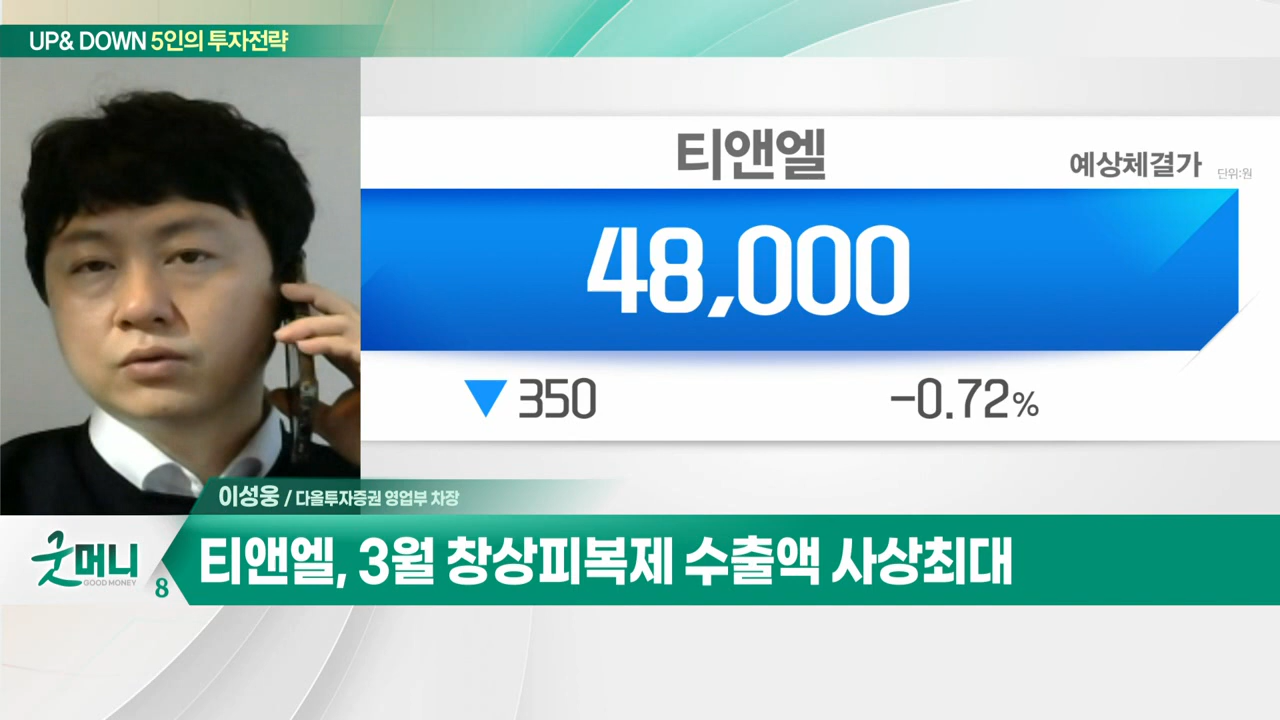 UP& DOWN 5인의 투자전략
티앤엘
예상체결가 단위:원
48,000
▼ 350 -0.72%
이성웅 / 다올투자증권 영업부 차장
굿머니
GOOD MONEY
8
티앤엘, 3월 창상피복제 수출액 사상최대